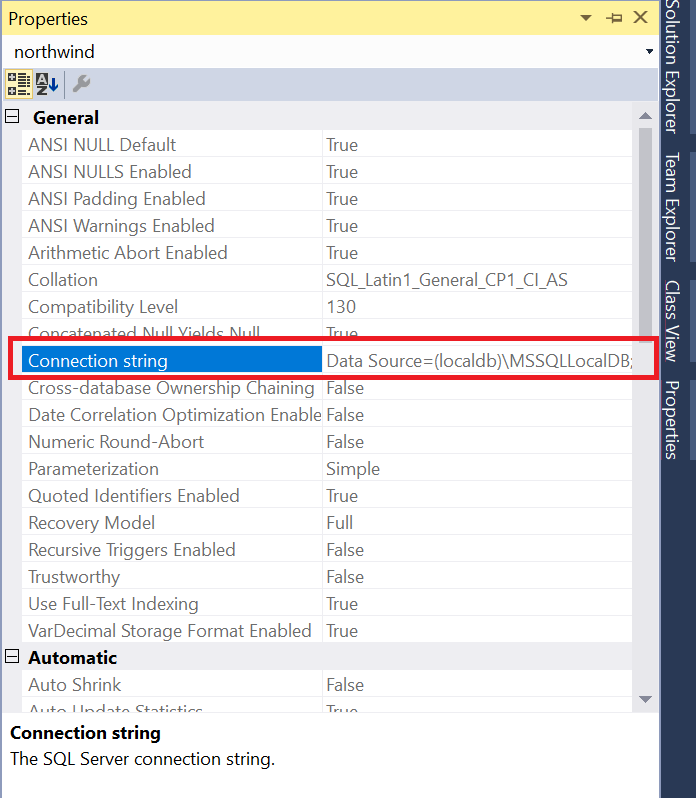 Properties
northwind
General
ANSI NULL Default True
ANSI NULLS Enabled True
ANSI Padding Enabled True
ANSI Warnings Enabled True
Arithmetic Abort Enabled True
Collation SQL_Latin1_General_CP1_CI_AS
Compatibility Level 130
Concatenated Null Yields Null True
Connection string Data Source=(localdb)\MSSQLLocalDB;
Cross-database Ownership Chaining False
Date Correlation Optimization Enable False
Numeric Round-Abort False
Parameterization Simple
Quoted Identifiers Enabled True
Recovery Model Full
Recursive Triggers Enabled False
Trustworthy False
Use Full-Text Indexing True
VarDecimal Storage Format Enabled True
Automatic
Auto Shrink False
Auto Update Statistics True
Connection string
The SQL Server connection string.
Solution Explorer
Team Explorer
Class View
Properties